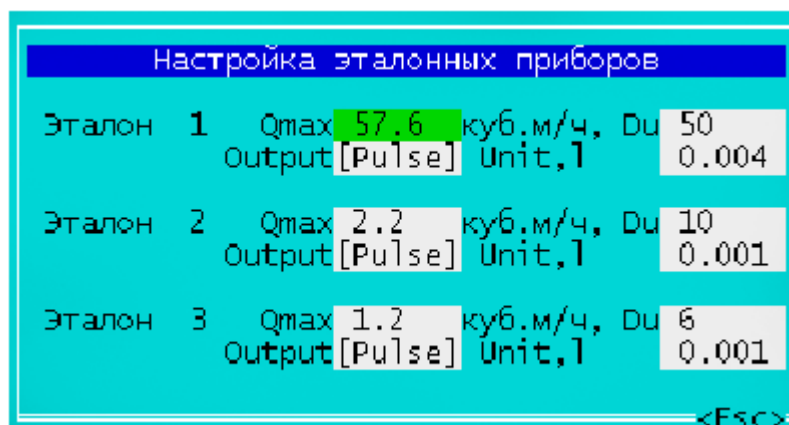 Настройка эталонных приборов
Эталон 1 Qmax 57.6 куб.м/ч, Du 50
Output [Pulse] Unit,l 0.004
Эталон 2 Qmax 2.2 куб.м/ч, Du 10
Output [Pulse] Unit,l 0.001
Эталон 3 Qmax 1.2 куб.м/ч, Du 6
Output [Pulse] Unit,l 0.001
<Esc>